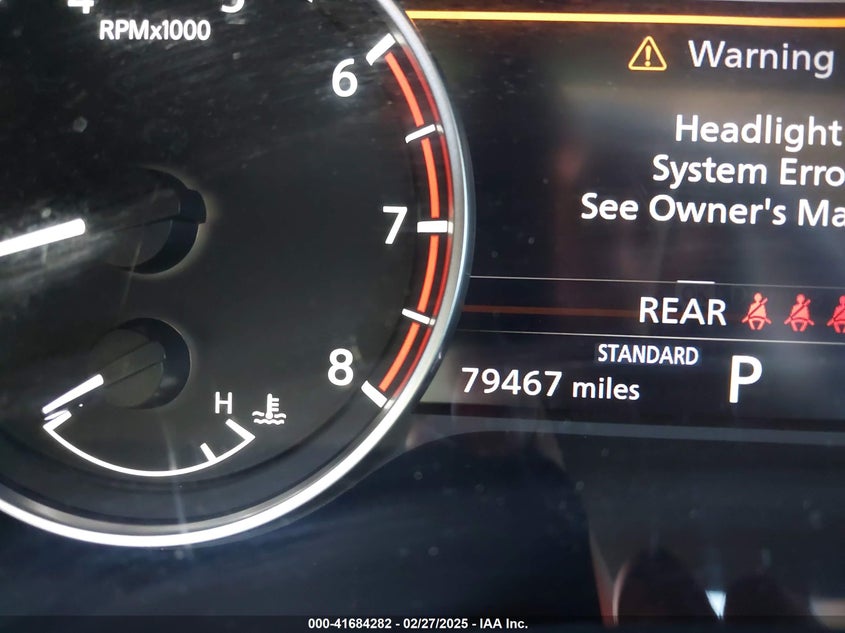 RPMx1000
6
7
8
H
Warning
Headlight
System Erro
See Owner's Ma
REAR
STANDARD
79467 miles
P
000-41684282 - 02/27/2025 - IAA Inc.